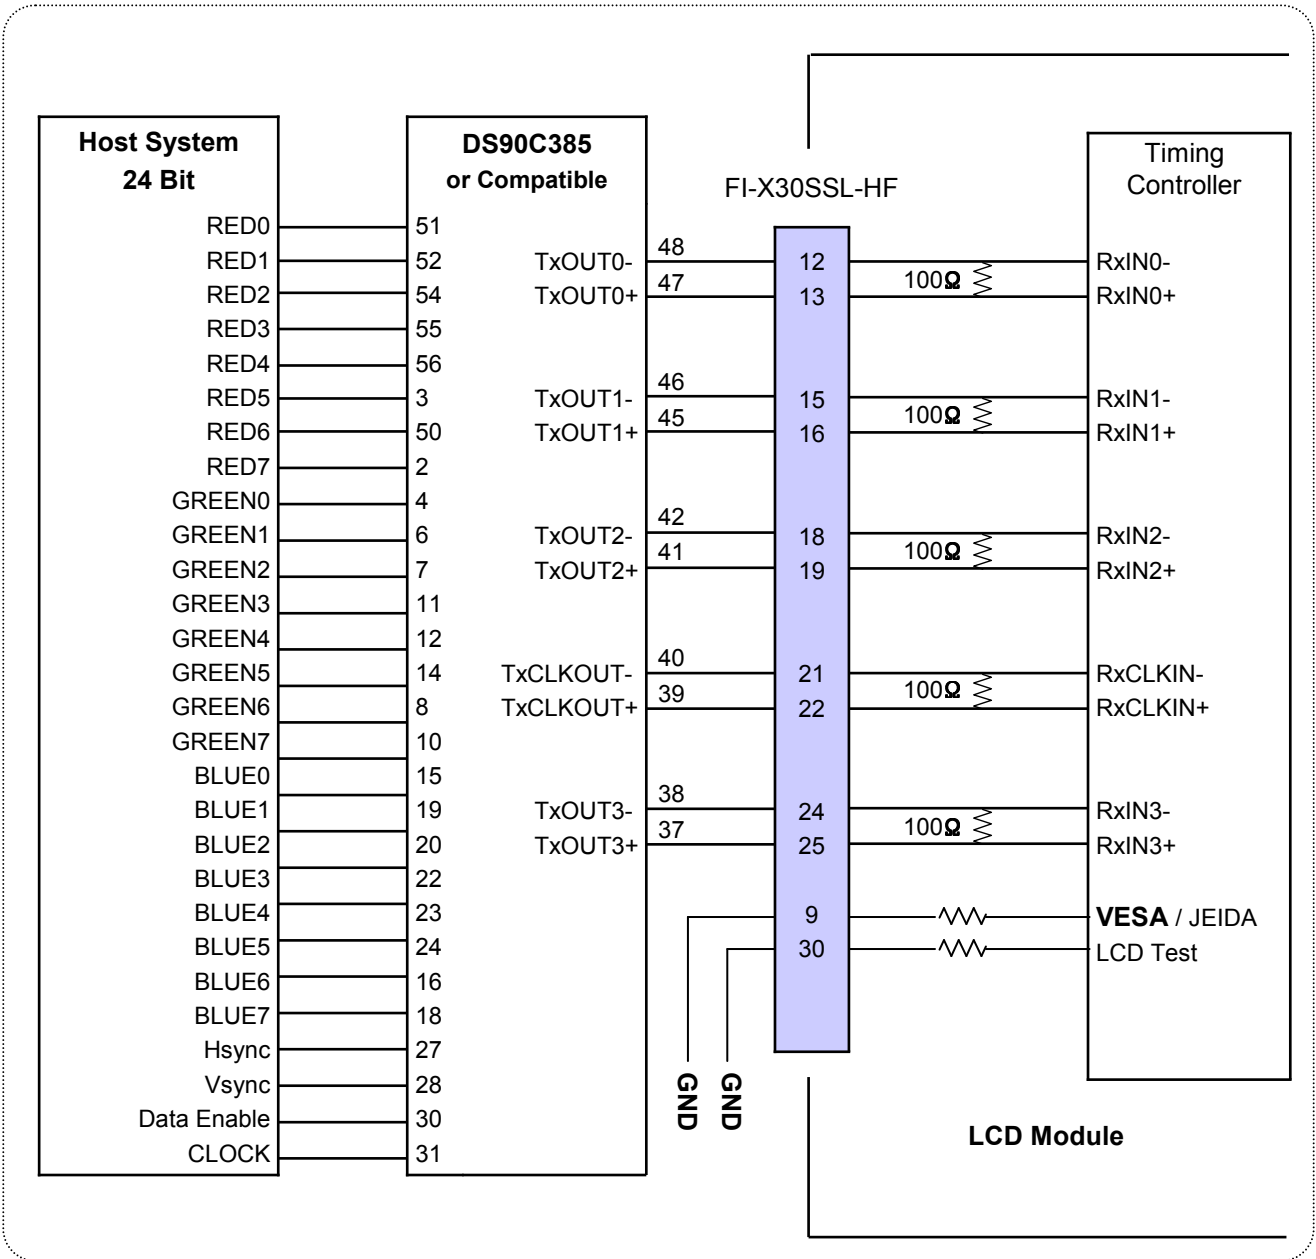 Host System
24 Bit
RED0
RED1
RED2
RED3
RED4
RED5
RED6
RED7
GREEN0
GREEN1
GREEN2
GREEN3
GREEN4
GREEN5
GREEN6
GREEN7
BLUE0
BLUE1
BLUE2
BLUE3
BLUE4
BLUE5
BLUE6
BLUE7
Hsync
Vsync
Data Enable
CLOCK
DS90C385
or Compatible
51
52
54
55
56
3
50
2
4
6
7
11
12
14
8
10
15
19
20
22
23
24
16
18
27
28
30
31
TxOUT0-
TxOUT0+
TxOUT1-
TxOUT1+
TxOUT2-
TxOUT2+
TxCLKOUT-
TxCLKOUT+
TxOUT3-
TxOUT3+
48
47
46
45
42
41
40
39
38
37
GND
GND
FI-X30SSL-HF
12
13
15
16
18
19
21
22
24
25
9
30
100Ω
100Ω
100Ω
100Ω
100Ω
Timing
Controller
RxIN0-
RxIN0+
RxIN1-
RxIN1+
RxIN2-
RxIN2+
RxCLKIN-
RxCLKIN+
RxIN3-
RxIN3+
VESA / JEIDA
LCD Test
LCD Module